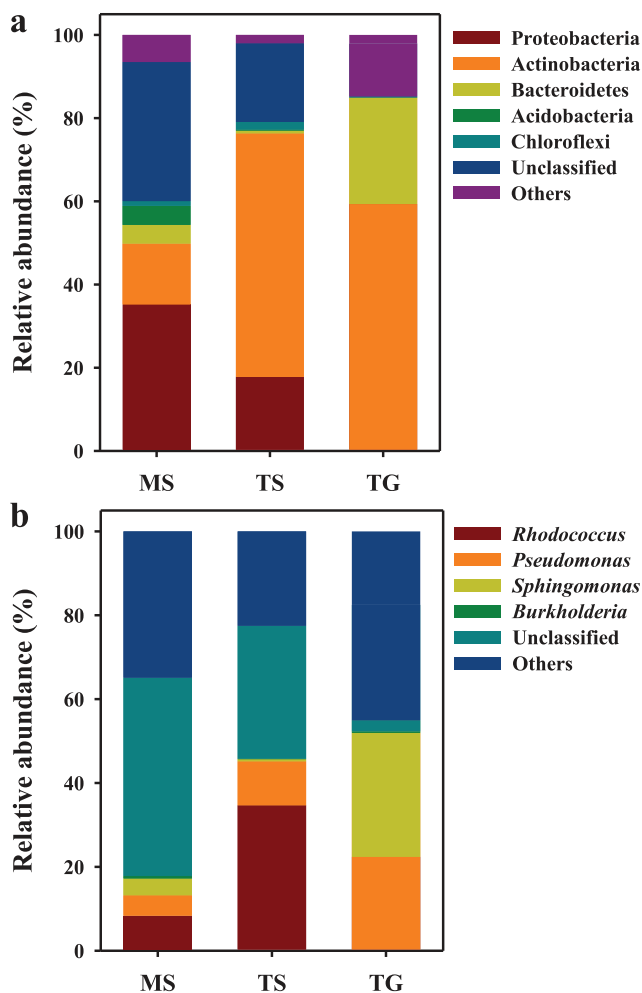 a
Relative abundance (%)
100
80
60
40
20
0
MS TS TG
Proteobacteria
Actinobacteria
Bacteroidetes
Acidobacteria
Chloroflexi
Unclassified
Others
b
Relative abundance (%)
100
80
60
40
20
0
MS TS TG
Rhodococcus
Pseudomonas
Sphingomonas
Burkholderia
Unclassified
Others